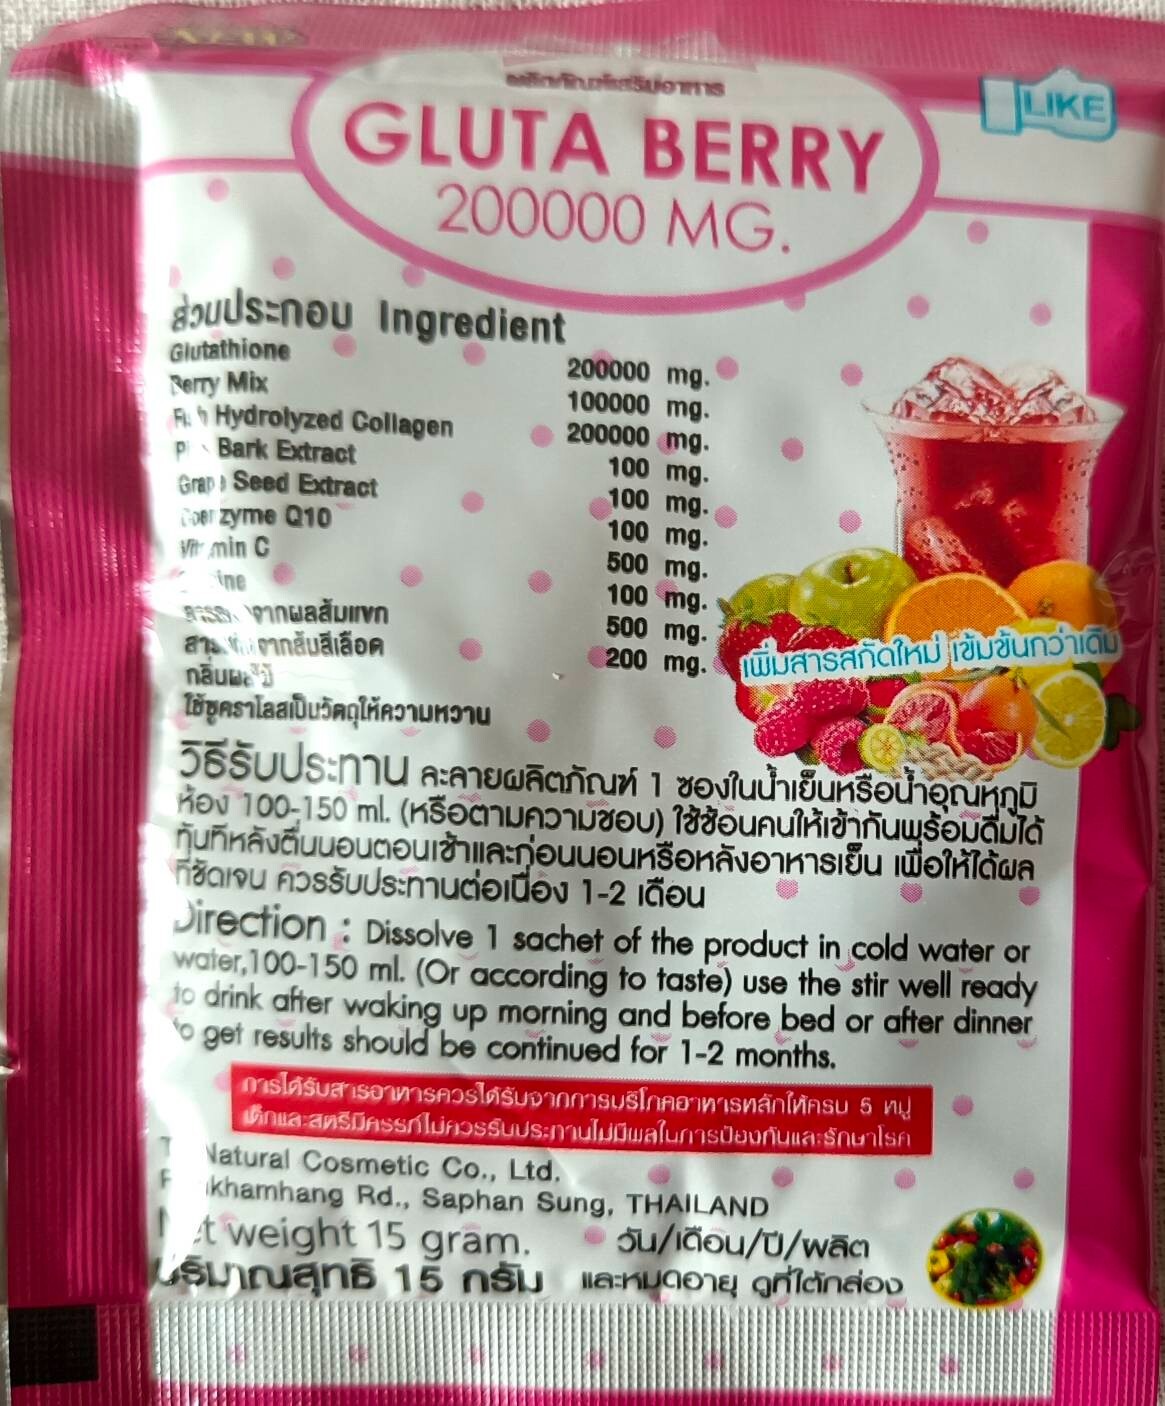 NEW
ผลิตภัณฑ์เสริมอาหาร
GLUTA BERRY
200000 MG.
LIKE
ส่วนประกอบ Ingredient
Glutathione 200000 mg.
Berry Mix 100000 mg.
Hydrolyzed Collagen 200000 mg.
Bark Extract 100 mg.
Seed Extract 100 mg.
Q10 100 mg.
C 500 mg.
100 mg.
500 mg.
200 mg.
ใช้ซูคราโลสเป็นวัตถุให้ความหวาน
เพิ่มสารสกัดใหม่ เข้มข้นกว่าเดิม
วิธีรับประทาน ละลายผลิตภัณฑ์ 1 ซองในน้ำเย็นหรือน้ำอุณหภูมิ
ห้อง 100-150 ml. (หรือตามความชอบ) ใช้ช้อนคนให้เข้ากันพร้อมดื่มได้
ทันทีหลังตื่นนอนตอนเช้าและก่อนนอนหรือหลังอาหารเย็น เพื่อให้ได้ผล
ที่ชัดเจน ควรรับประทานต่อเนื่อง 1-2 เดือน
Direction : Dissolve 1 sachet of the product in cold water or
water,100-150 ml. (Or according to taste) use the stir well ready
to drink after waking up morning and before bed or after dinner
to get results should be continued for 1-2 months.
การได้รับสารอาหารควรได้รับจากการบริโภคอาหารหลักให้ครบ 5 หมู่
เด็กและสตรีมีครรภ์ไม่ควรรับประทานไม่มีผลในการป้องกันและรักษาโรค
Natural Cosmetic Co., Ltd.
Rd., Saphan Sung, THAILAND
Net weight 15 gram.
วัน/เดือน/ปี/ผลิต
ปริมาณสุทธิ 15 กรัม
และหมดอายุ ดูที่ใต้กล่อง